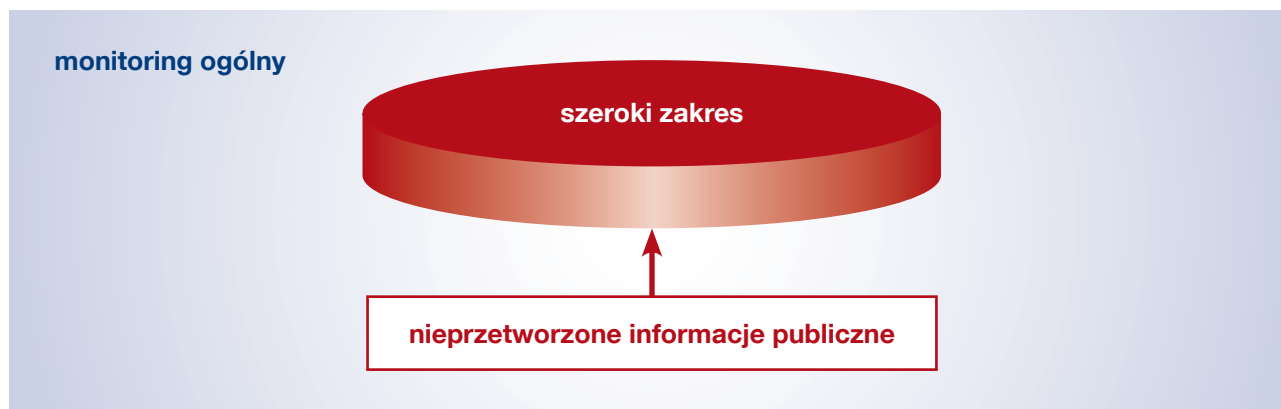 monitoring ogólny
szeroki zakres
nieprzetworzone informacje publiczne